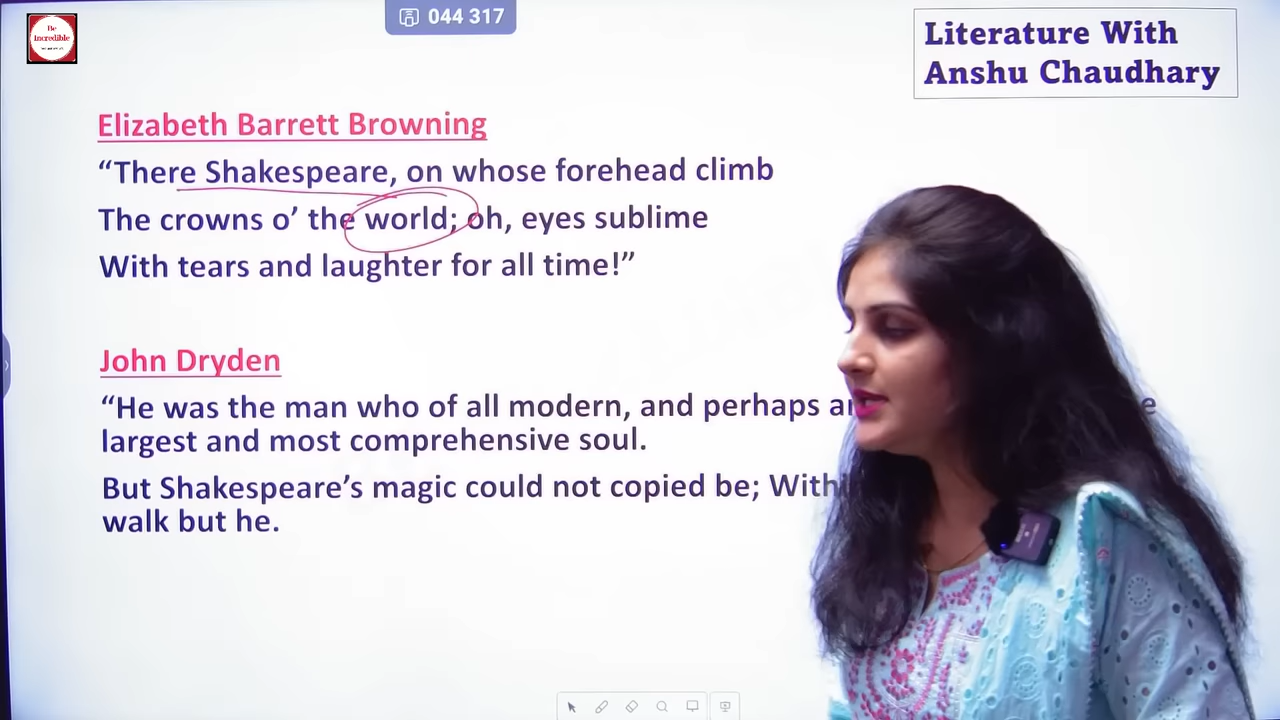 Be
Incredible
044 317
Literature With
Anshu Chaudhary
Elizabeth Barrett Browning
“There Shakespeare, on whose forehead climb
The crowns o’ the world; oh, eyes sublime
With tears and laughter for all time!”
John Dryden
“He was the man who of all modern, and perhaps
largest and most comprehensive soul.
But Shakespeare’s magic could not copied be;
walk but he.